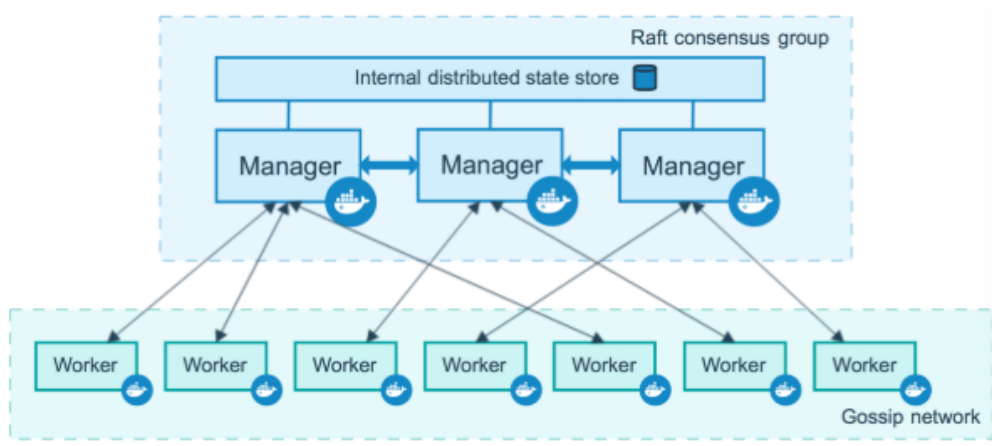 Raft consensus group
Internal distributed state store
Manager
Manager
Manager
Worker
Worker
Worker
Worker
Worker
Worker
Worker
Gossip network